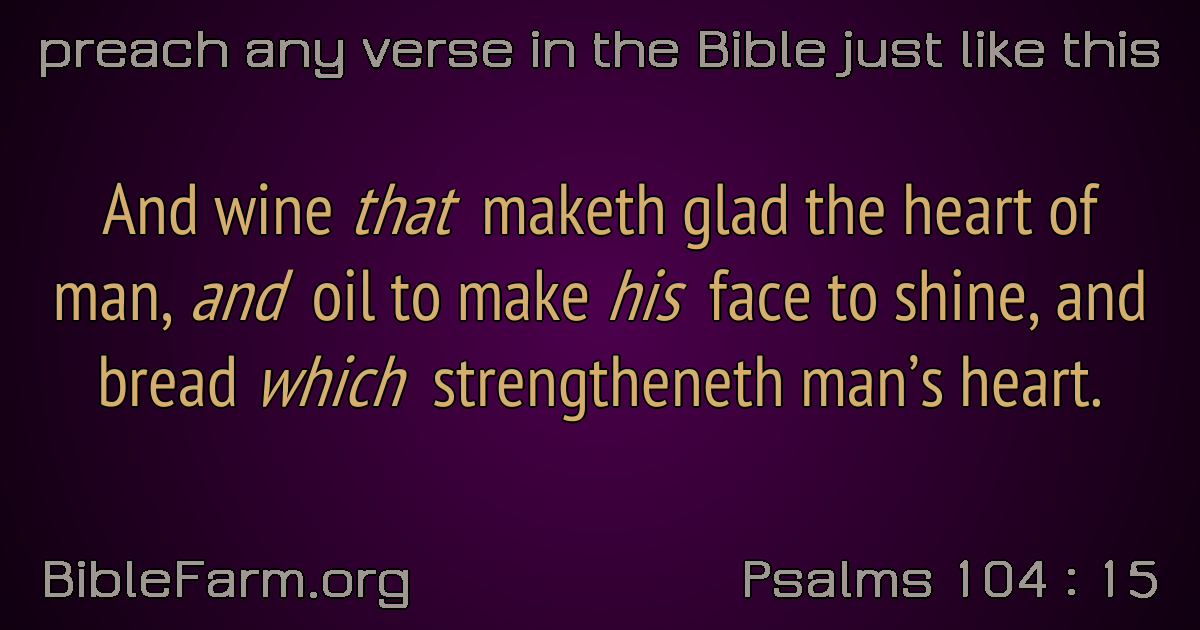 preach any verse in the Bible just like this
And wine that maketh glad the heart of
man, and oil to make his face to shine, and
bread which strengtheneth man’s heart.
BibleFarm.org
Psalms 104 : 15